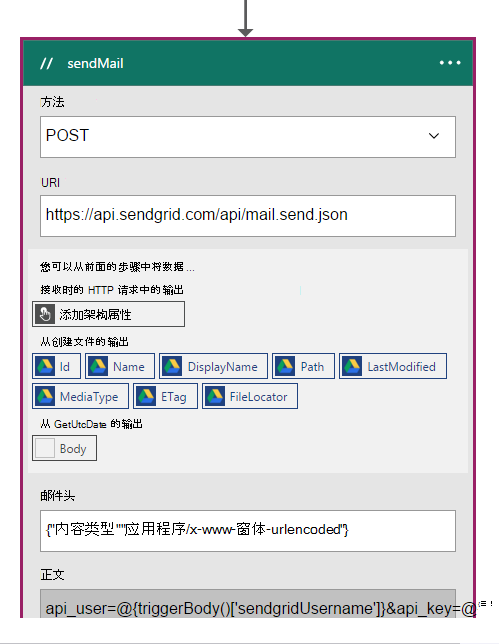 // sendMail
方法
POST
URI
https://api.sendgrid.com/api/mail.send.json
您可以从前面的步骤中将数据...
接收时的 HTTP 请求中的输出
添加架构属性
从创建文件的输出
Id Name DisplayName Path LastModified
MediaType ETag FileLocator
从 GetUtcDate 的输出
Body
邮件头
{"内容类型""应用程序/x-www-窗体-urlencoded"}
正文
api_user=@{triggerBody()['sendgridUsername']}&api_key=@